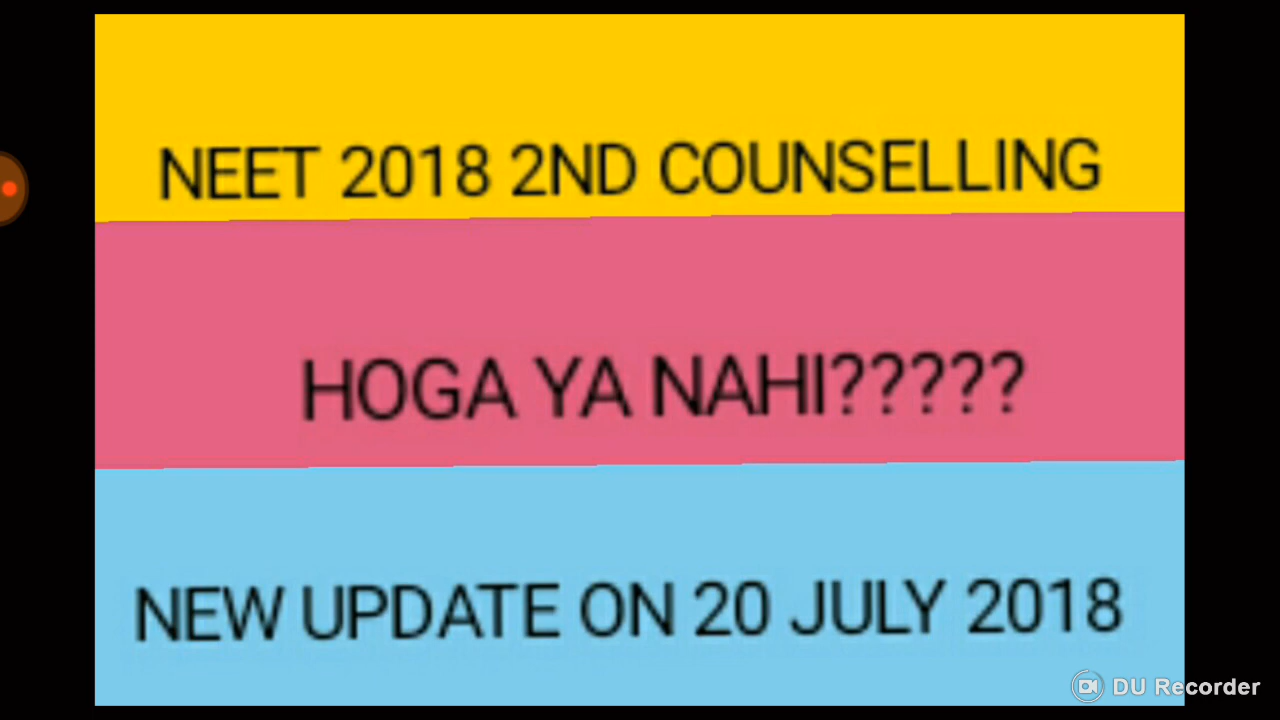 NEET 2018 2ND COUNSELLING
HOGA YA NAHI?????
NEW UPDATE ON 20 JULY 2018
DU Recorder